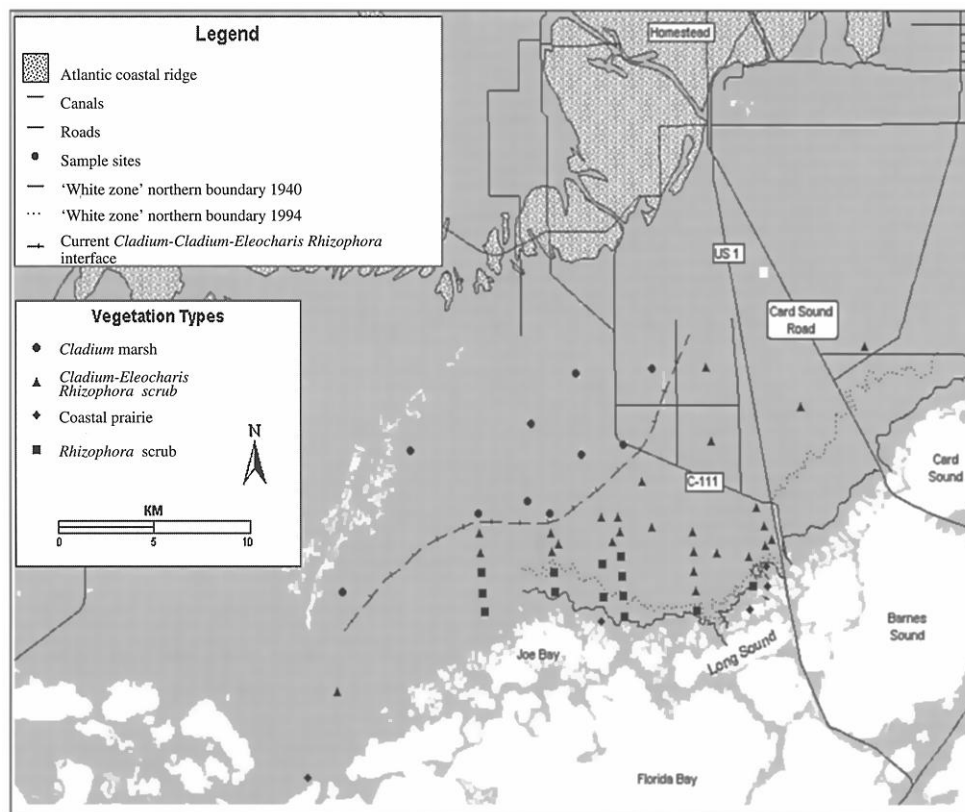 Legend
Atlantic coastal ridge
Canals
Roads
Sample sites
‘White zone’ northern boundary 1940
‘White zone’ northern boundary 1994
Current Cladium-Cladium-Eleocharis Rhizophora
interface
Vegetation Types
Cladium marsh
Cladium-Eleocharis
Rhizophora scrub
Coastal prairie
Rhizophora scrub
N
KM
0 5 10
Homestead
US 1
Card Sound
Road
C-111
Card
Sound
Barnes
Sound
Long Sound
Joe Bay
Florida Bay